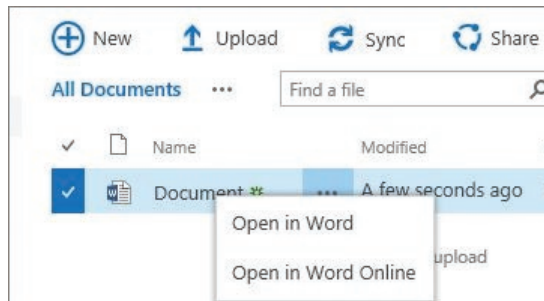 New Upload Sync Share
All Documents ...
Find a file
Name Modified
Document ... A few seconds ago
Open in Word
upload
Open in Word Online